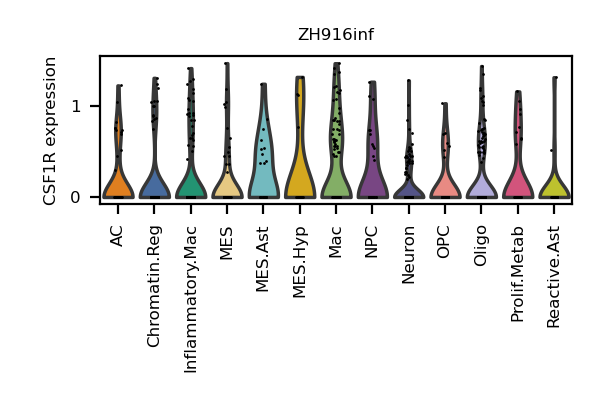 ZH916inf
CSF1R expression
1
0
AC
Chromatin.Reg
Inflammatory.Mac
MES
MES.Ast
MES.Hyp
Mac
NPC
Neuron
OPC
Oligo
Prolif.Metab
Reactive.Ast